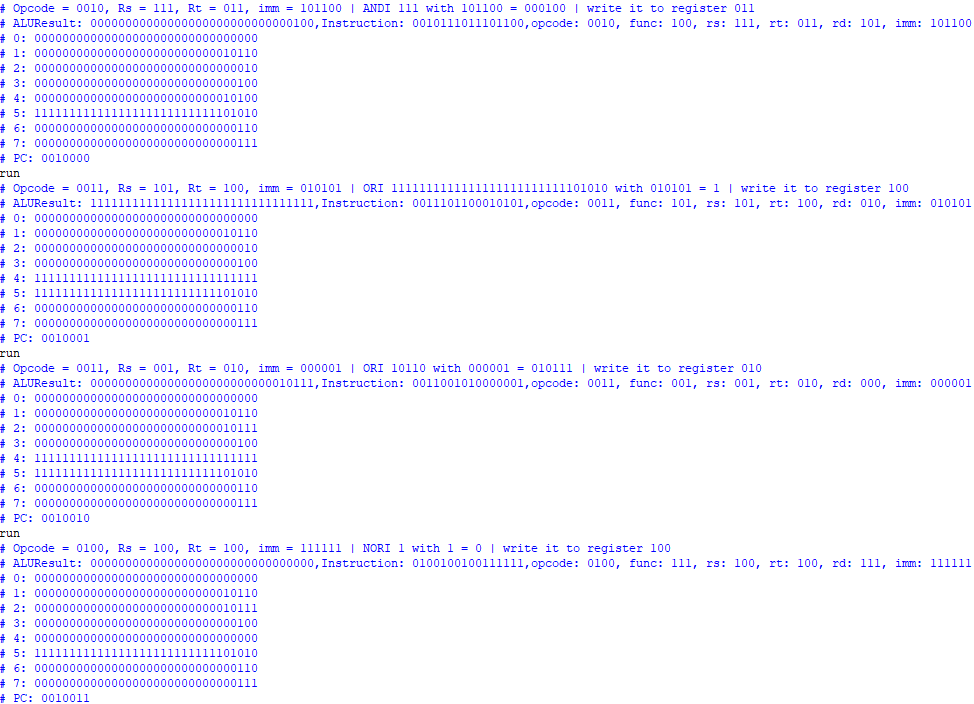 # Opcode = 0010, Rs = 111, Rt = 011, imm = 101100 | ANDI 111 with 101100 = 000100 | write it to register 011
# ALUResult: 00000000000000000000000000000100,Instruction: 0010111011101100,opcode: 0010, func: 100, rs: 111, rt: 011, rd: 101, imm: 101100
# 0: 00000000000000000000000000000000
# 1: 00000000000000000000000000010110
# 2: 00000000000000000000000000000010
# 3: 00000000000000000000000000000100
# 4: 00000000000000000000000000010100
# 5: 11111111111111111111111111101010
# 6: 00000000000000000000000000000110
# 7: 00000000000000000000000000000111
# PC: 0010000
run
# Opcode = 0011, Rs = 101, Rt = 100, imm = 010101 | ORI 11111111111111111111111111101010 with 010101 = 1 | write it to register 100
# ALUResult: 11111111111111111111111111111111,Instruction: 0011101100010101,opcode: 0011, func: 101, rs: 101, rt: 100, rd: 010, imm: 010101
# 0: 00000000000000000000000000000000
# 1: 00000000000000000000000000010110
# 2: 00000000000000000000000000000010
# 3: 00000000000000000000000000000100
# 4: 11111111111111111111111111111111
# 5: 11111111111111111111111111101010
# 6: 00000000000000000000000000000110
# 7: 00000000000000000000000000000111
# PC: 0010001
run
# Opcode = 0011, Rs = 001, Rt = 010, imm = 000001 | ORI 10110 with 000001 = 010111 | write it to register 010
# ALUResult: 00000000000000000000000000010111,Instruction: 0011001010000001,opcode: 0011, func: 001, rs: 001, rt: 010, rd: 000, imm: 000001
# 0: 00000000000000000000000000000000
# 1: 00000000000000000000000000010110
# 2: 00000000000000000000000000010111
# 3: 00000000000000000000000000000100
# 4: 11111111111111111111111111111111
# 5: 11111111111111111111111111101010
# 6: 00000000000000000000000000000110
# 7: 00000000000000000000000000000111
# PC: 0010010
run
# Opcode = 0100, Rs = 100, Rt = 100, imm = 111111 | NORI 1 with 1 = 0 | write it to register 100
# ALUResult: 00000000000000000000000000000000,Instruction: 0100100100111111,opcode: 0100, func: 111, rs: 100, rt: 100, rd: 111, imm: 111111
# 0: 00000000000000000000000000000000
# 1: 00000000000000000000000000010110
# 2: 00000000000000000000000000010111
# 3: 00000000000000000000000000000100
# 4: 00000000000000000000000000000000
# 5: 11111111111111111111111111101010
# 6: 00000000000000000000000000000110
# 7: 00000000000000000000000000000111
# PC: 0010011